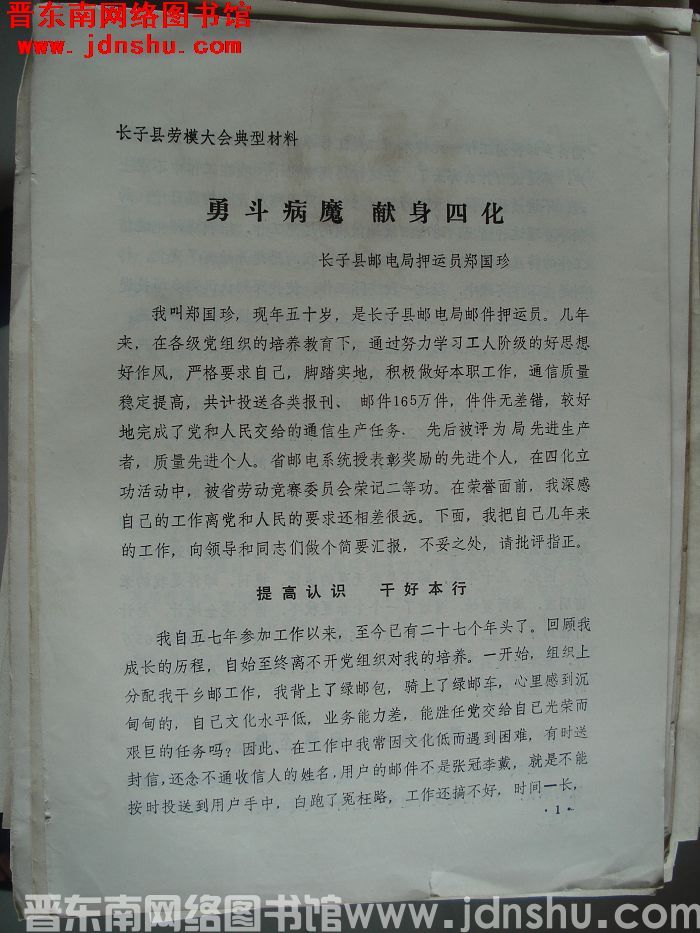 晋东南网络图书馆
www.jdnshu.com
长子县劳模大会典型材料
勇斗病魔 献身四化
长子县邮电局押运员郑国珍
我叫郑国珍，现年五十岁，是长子县邮电局邮件押运员。几年
来，在各级党组织的培养教育下，通过努力学习工人阶级的好思想
好作风，严格要求自己，脚踏实地，积极做好本职工作，通信质量
稳定提高，共计投送各类报刊、邮件165万件，件件无差错，较好
地完成了党和人民交给的通信生产任务．先后被评为局先进生产
者，质量先进个人。省邮电系统授表彰奖励的先进个人，在四化立
功活动中，被省劳动竞赛委员会荣记二等功。在荣誉面前，我深感
自己的工作离党和人民的要求还相差很远。下面，我把自己几年来
的工作，向领导和同志们做个简要汇报，不妥之处，请批评指正。
提高认识 干好本行
我自五七年参加工作以来，至今已有二十七个年头了。回顾我
成长的历程，自始至终离不开党组织对我的培养。一开始，组织上
分配我干乡邮工作，我背上了绿邮包，骑上了绿邮车，心里感到沉
甸甸的，自己文化水平低，业务能力差，能胜任党交给自己光荣而
艰巨的任务吗？因此、在工作中我常因文化低而遇到困难，有时送
封信，还念不通收信人的姓名，用户的邮件不是张冠李戴，就是不能
按时投送到用户手中，白跑了冤枉路，工作还搞不好，时间一长，
·1·
晋东南网络图书馆 www.jdnshu.com